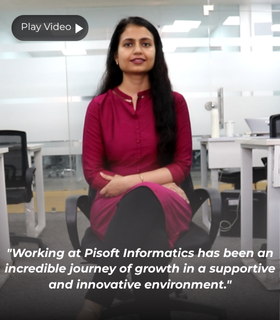 Play Video
"Working at Pisoft Informatics has been an
incredible journey of growth in a supportive
and innovative environment."